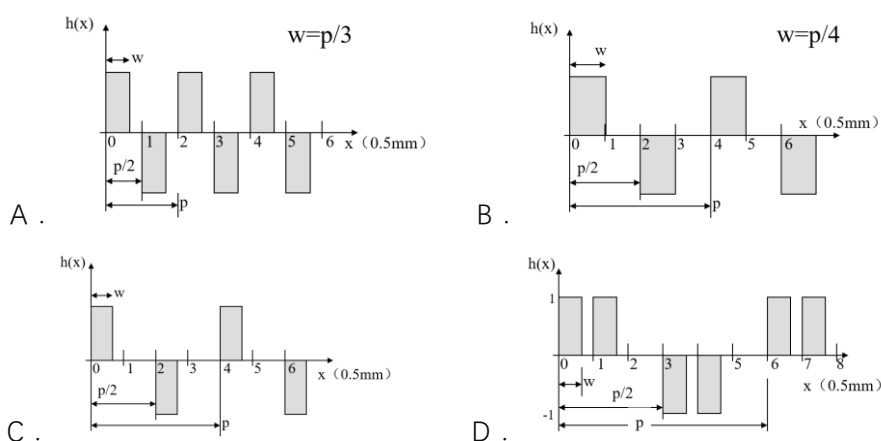 h(x)
w=p/3
w
0 1 2 3 4 5 6 x（0.5mm）
p/2
p
A．
h(x)
w=p/4
w
x（0.5mm）
0 1 2 3 4 5 6
p/2
p
B．
h(x)
w
0 1 2 3 4 5 6 x（0.5mm）
p/2
p
C．
h(x)
1
0 1 2 3 5 6 7 8
w
x（0.5mm）
p/2
-1
p
D．